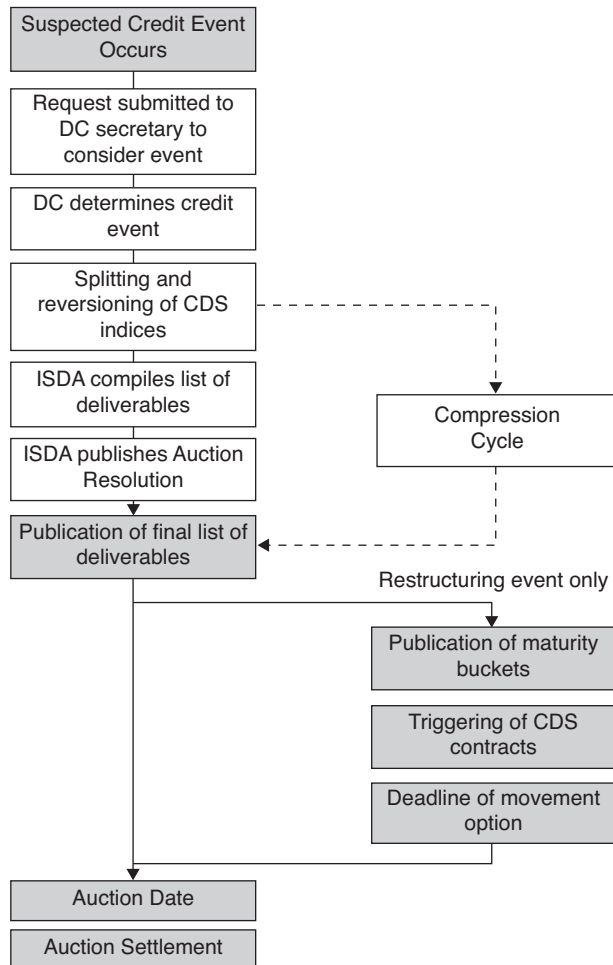 Suspected Credit Event
Occurs
Request submitted to
DC secretary to
consider event
DC determines credit
event
Splitting and
reversioning of CDS
indices
ISDA compiles list of
deliverables
Compression
Cycle
ISDA publishes Auction
Resolution
Publication of final list of
deliverables
Restructuring event only
Publication of maturity
buckets
Triggering of CDS
contracts
Deadline of movement
option
Auction Date
Auction Settlement